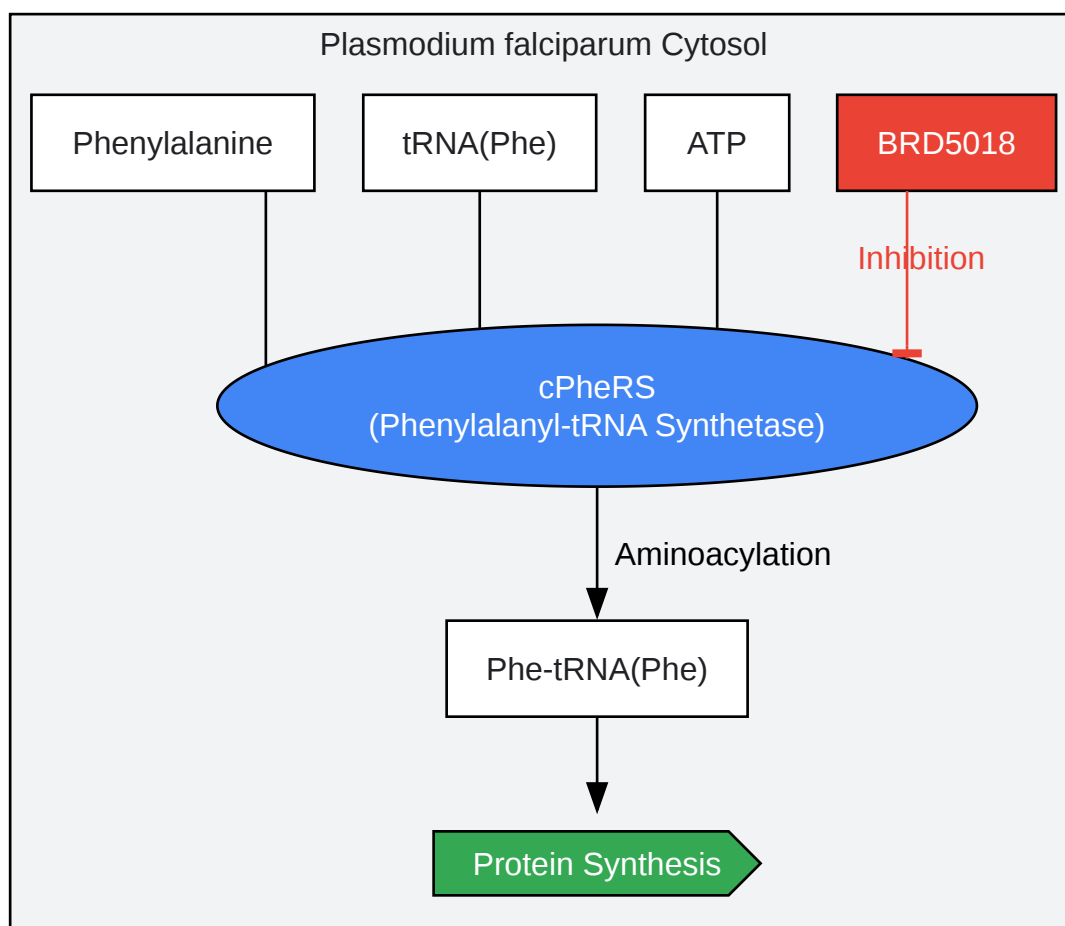 Plasmodium falciparum Cytosol
Phenylalanine
tRNA(Phe)
ATP
BRD5018
Inhibition
cPheRS
(Phenylalanyl-tRNA Synthetase)
Aminoacylation
Phe-tRNA(Phe)
Protein Synthesis